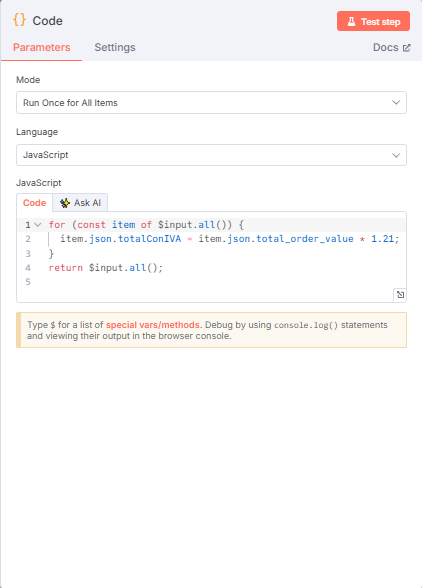 {} Code
Test step
Parameters
Settings
Docs
Mode
Run Once for All Items
Language
JavaScript
JavaScript
Code
Ask AI
1 for (const item of $input.all()) {
2 item.json.totalConIVA = item.json.total_order_value * 1.21;
3 }
4 return $input.all();
5
Type $ for a list of special vars/methods. Debug by using console.log() statements
and viewing their output in the browser console.